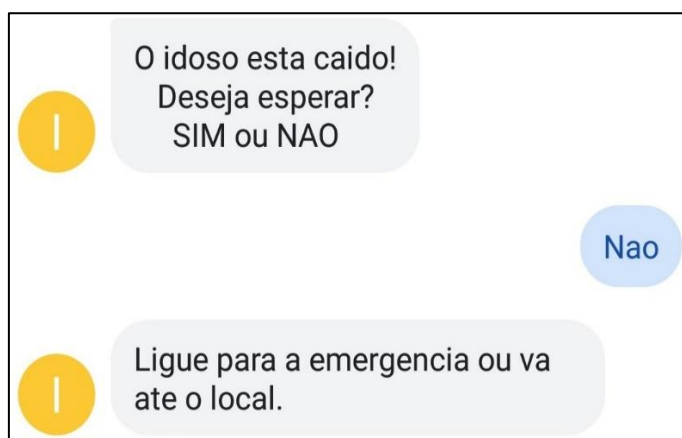 O idoso esta caido!
Deseja esperar?
SIM ou NAO
I
Nao
Ligue para a emergencia ou va
ate o local.
I